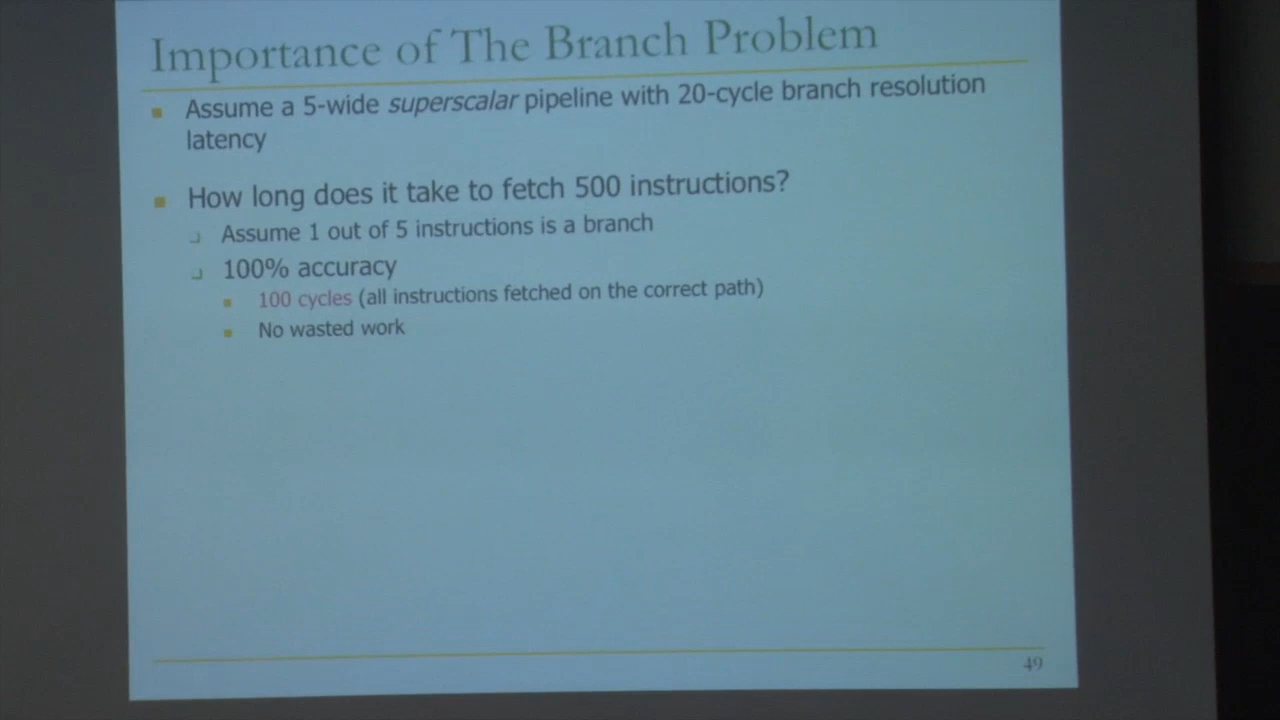 Importance of The Branch Problem
Assume a 5-wide superscalar pipeline with 20-cycle branch resolution
latency
How long does it take to fetch 500 instructions?
Assume 1 out of 5 instructions is a branch
100% accuracy
100 cycles (all instructions fetched on the correct path)
No wasted work
49